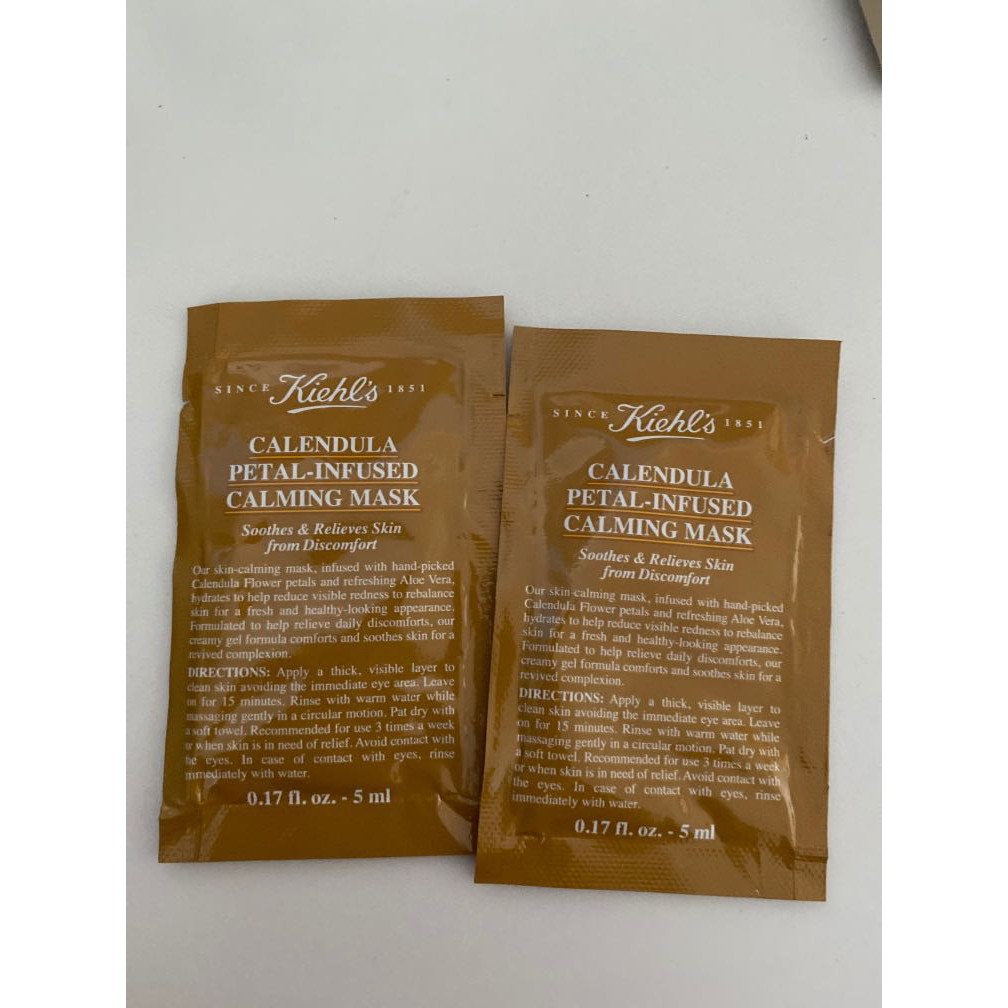 SINCE Kiehl's 1851
CALENDULA
PETAL-INFUSED
CALMING MASK
Soothes & Relieves Skin
from Discomfort
Our skin-calming mask, infused with hand-picked
Calendula Flower petals and refreshing Aloe Vera,
hydrates to help reduce visible redness to rebalance
skin for a fresh and healthy-looking appearance.
Formulated to help relieve daily discomforts, our
creamy gel formula comforts and soothes skin for a
revived complexion.
DIRECTIONS: Apply a thick, visible layer to
clean skin avoiding the immediate eye area. Leave
on for 15 minutes. Rinse with warm water while
massaging gently in a circular motion. Pat dry with
a soft towel. Recommended for use 3 times a week
or when skin is in need of relief. Avoid contact with
the eyes. In case of contact with eyes, rinse
immediately with water.
0.17 fl. oz. - 5 ml
SINCE Kiehl's 1851
CALENDULA
PETAL-INFUSED
CALMING MASK
Soothes & Relieves Skin
from Discomfort
Our skin-calming mask, infused with hand-picked
Calendula Flower petals and refreshing Aloe Vera,
hydrates to help reduce visible redness to rebalance
skin for a fresh and healthy-looking appearance.
Formulated to help relieve daily discomforts, our
creamy gel formula comforts and soothes skin for a
revived complexion.
DIRECTIONS: Apply a thick, visible layer to
clean skin avoiding the immediate eye area. Leave
on for 15 minutes. Rinse with warm water while
massaging gently in a circular motion. Pat dry with
a soft towel. Recommended for use 3 times a week
or when skin is in need of relief. Avoid contact with
the eyes. In case of contact with eyes, rinse
immediately with water.
0.17 fl. oz. - 5 ml